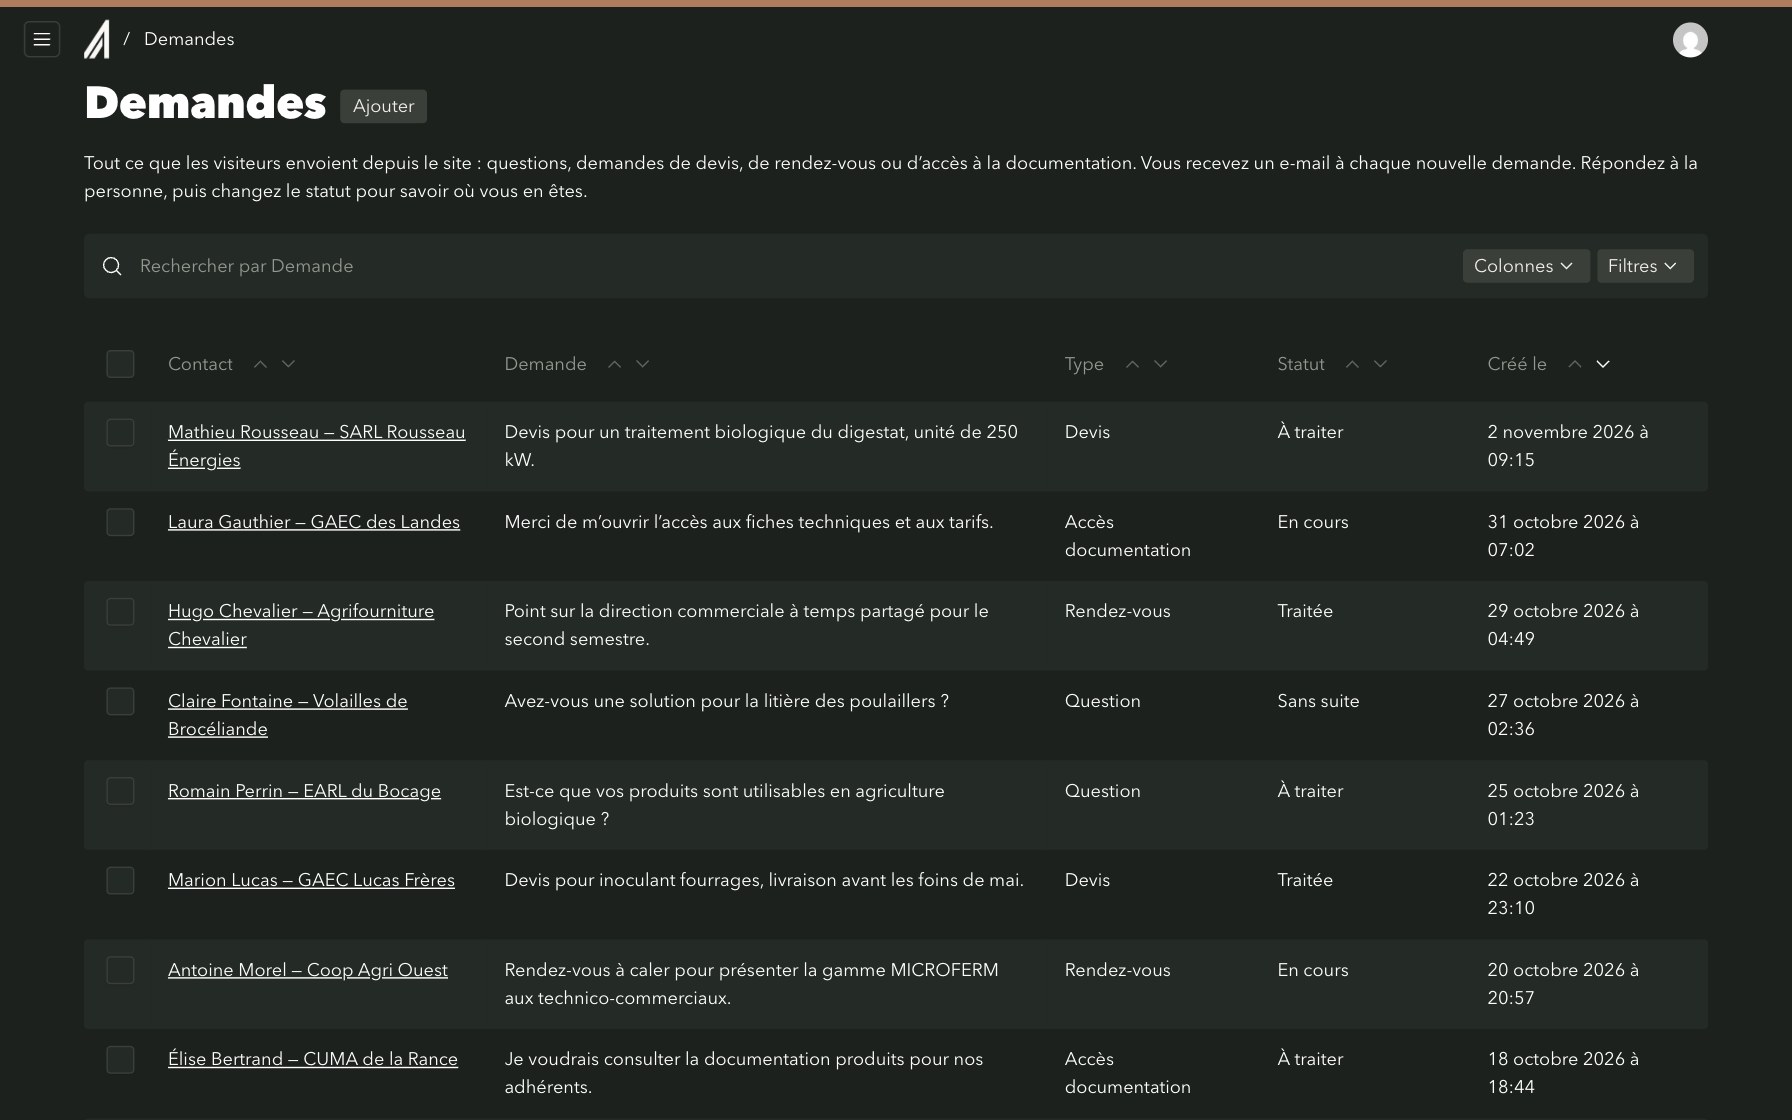 / Demandes
Demandes Ajouter
Tout ce que les visiteurs envoient depuis le site : questions, demandes de devis, de rendez-vous ou d’accès à la documentation. Vous recevez un e-mail à chaque nouvelle demande. Répondez à la
personne, puis changez le statut pour savoir où vous en êtes.
Rechercher par Demande Colonnes Filtres
Contact Demande Type Statut Créé le
Mathieu Rousseau — SARL Rousseau Devis pour un traitement biologique du digestat, unité de 250 Devis À traiter 2 novembre 2026 à
Énergies kW. 09:15
Laura Gauthier — GAEC des Landes Merci de m’ouvrir l’accès aux fiches techniques et aux tarifs. Accès En cours 31 octobre 2026 à
documentation 07:02
Hugo Chevalier — Agrifourniture Point sur la direction commerciale à temps partagé pour le Rendez-vous Traitée 29 octobre 2026 à
Chevalier second semestre. 04:49
Claire Fontaine — Volailles de Avez-vous une solution pour la litière des poulaillers ? Question Sans suite 27 octobre 2026 à
Brocéliande 02:36
Romain Perrin — EARL du Bocage Est-ce que vos produits sont utilisables en agriculture Question À traiter 25 octobre 2026 à
biologique ? 01:23
Marion Lucas — GAEC Lucas Frères Devis pour inoculant fourrages, livraison avant les foins de mai. Devis Traitée 22 octobre 2026 à
23:10
Antoine Morel — Coop Agri Ouest Rendez-vous à caler pour présenter la gamme MICROFERM Rendez-vous En cours 20 octobre 2026 à
aux technico-commerciaux. 20:57
Élise Bertrand — CUMA de la Rance Je voudrais consulter la documentation produits pour nos Accès À traiter 18 octobre 2026 à
adhérents. documentation 18:44